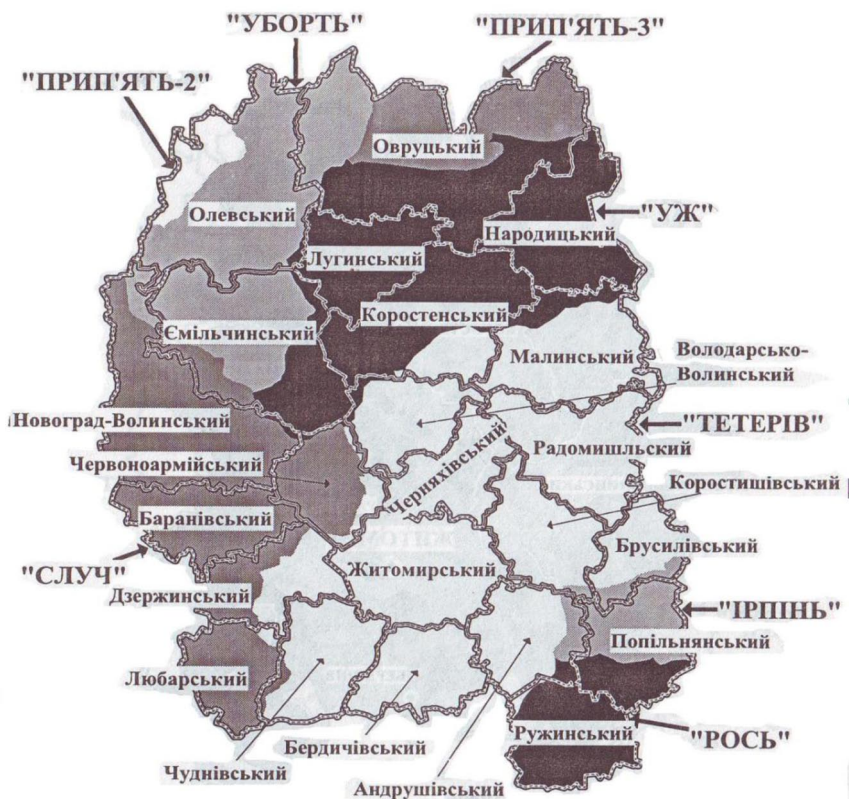 "УБОРТЬ"
"ПРИП'ЯТЬ-3"
"ПРИП'ЯТЬ-2"
Овруцький
Олевський
"УЖ"
Народицький
Лугинський
Коростенський
Ємільчинський
Малинський
Володарсько-
Волинський
Новоград-Волинський
"ТЕТЕРІВ"
Радомишльский
Червоноармійський
Черняхівський
Коростишівський
Баранівський
Брусилівський
"СЛУЧ"
Житомирський
Дзержинський
"ІРПІНЬ"
Попільнянський
Любарський
Ружинський
"РОСЬ"
Бердичівський
Чуднівський
Андрушівський